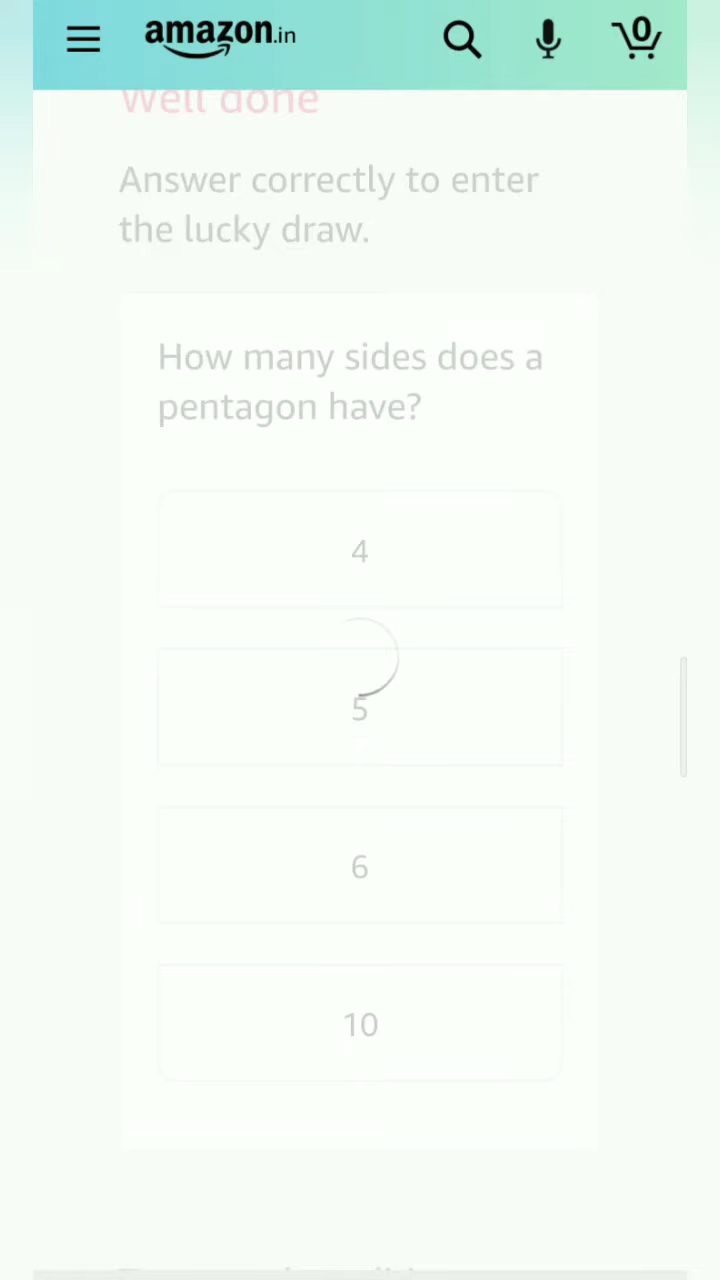 amazon.in
0
Well done
Answer correctly to enter
the lucky draw.
How many sides does a
pentagon have?
4
5
6
10